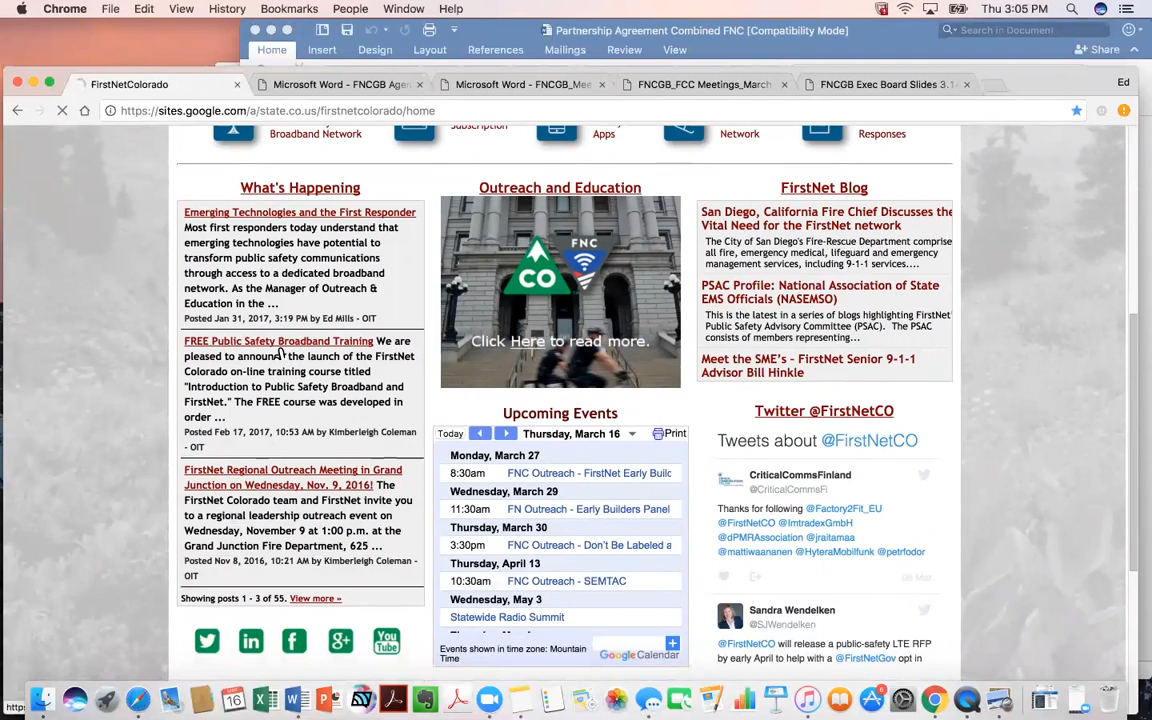 Chrome File Edit View History Bookmarks People Window Help Thu 3:05 PM
Partnership Agreement Combined FNC [Compatibility Mode]
Search in Document
Home Insert Design Layout References Mailings Review View Share
FirstNetColorado Microsoft Word - FNCGB_Age Microsoft Word - FNCGB_Mee FNCGB_FCC Meetings_March FNCGB Exec Board Slides 3.1 Ed
https://sites.google.com/a/state.co.us/firstnetcolorado/home
Broadband Network Subscription Apps Network Responses
What's Happening
Emerging Technologies and the First Responder
Most first responders today understand that
emerging technologies have potential to
transform public safety communications
through access to a dedicated broadband
network. As the Manager of Outreach &
Education in the ...
Posted Jan 31, 2017, 3:19 PM by Ed Mills - OIT
FREE Public Safety Broadband Training We are
pleased to announce the launch of the FirstNet
Colorado on-line training course titled
"Introduction to Public Safety Broadband and
FirstNet." The FREE course was developed in
order ...
Posted Feb 17, 2017, 10:53 AM by Kimberleigh Coleman
- OIT
FirstNet Regional Outreach Meeting in Grand
Junction on Wednesday, Nov. 9, 2016! The
FirstNet Colorado team and FirstNet invite you
to a regional leadership outreach event on
Wednesday, November 9 at 1:00 p.m. at the
Grand Junction Fire Department, 625 ...
Posted Nov 8, 2016, 10:21 AM by Kimberleigh Coleman -
OIT
Showing posts 1 - 3 of 55. View more »
You
Tube
Outreach and Education
FNC
CO
Click Here to read more.
Upcoming Events
Today Thursday, March 16 Print
Monday, March 27
8:30am FNC Outreach - FirstNet Early Builc
Wednesday, March 29
11:30am FN Outreach - Early Builders Panel
Thursday, March 30
3:30pm FNC Outreach - Don't Be Labeled a
Thursday, April 13
10:30am FNC Outreach - SEMTAC
Wednesday, May 3
Statewide Radio Summit
Events shown in time zone: Mountain
Time
Google Calendar
FirstNet Blog
San Diego, California Fire Chief Discusses the
Vital Need for the FirstNet network
The City of San Diego's Fire-Rescue Department comprise
all fire, emergency medical, lifeguard and emergency
management services, including 9-1-1 services....
PSAC Profile: National Association of State
EMS Officials (NASEMSO)
This is the latest in a series of blogs highlighting FirstNet'
Public Safety Advisory Committee (PSAC). The PSAC
consists of members representing...
Meet the SME's - FirstNet Senior 9-1-1
Advisor Bill Hinkle
Twitter @FirstNetCO
Tweets about @FirstNetCO
CriticalCommsFinland
@CriticalCommsFi
Thanks for following @Factory2Fit_EU
@FirstNetCO @ImtradexGmbH
@dPMRAssociation @jraitamaa
@mattiwaananen @HyteraMobilfunk @petrfodor
08 Mar
Sandra Wendelken
@SJWendelken
@FirstNetCO will release a public-safety LTE RFP
by early April to help with a @FirstNetGov opt in
https